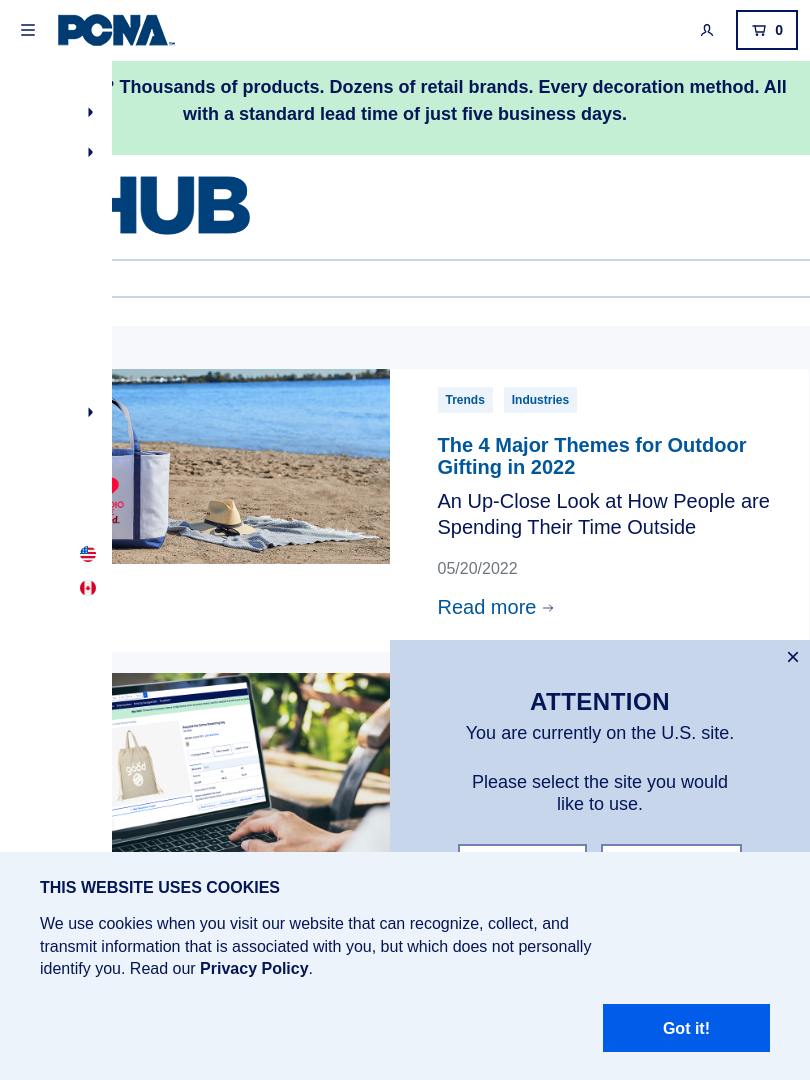 PCNA
0
? Thousands of products. Dozens of retail brands. Every decoration method. All
with a standard lead time of just five business days.
HUB
Trends
Industries
The 4 Major Themes for Outdoor
Gifting in 2022
An Up-Close Look at How People are
Spending Their Time Outside
05/20/2022
Read more →
ATTENTION
You are currently on the U.S. site.
Please select the site you would
like to use.
good
THIS WEBSITE USES COOKIES
We use cookies when you visit our website that can recognize, collect, and
transmit information that is associated with you, but which does not personally
identify you. Read our Privacy Policy.
Got it!